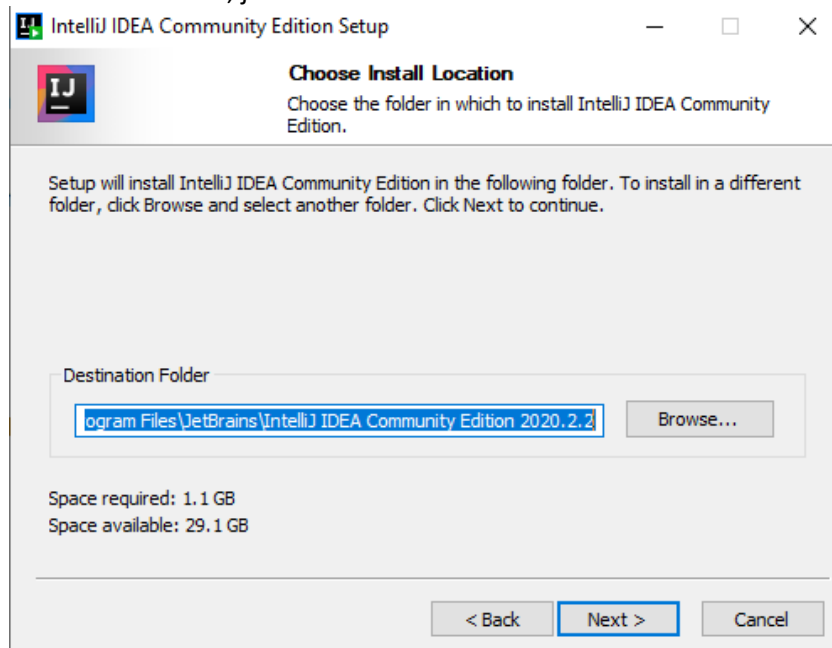 IntelliJ IDEA Community Edition Setup
IJ
Choose Install Location
Choose the folder in which to install IntelliJ IDEA Community
Edition.
Setup will install IntelliJ IDEA Community Edition in the following folder. To install in a different
folder, click Browse and select another folder. Click Next to continue.
Destination Folder
ogram Files\JetBrains\IntelliJ IDEA Community Edition 2020.2.2
Browse...
Space required: 1.1 GB
Space available: 29.1 GB
< Back
Next >
Cancel